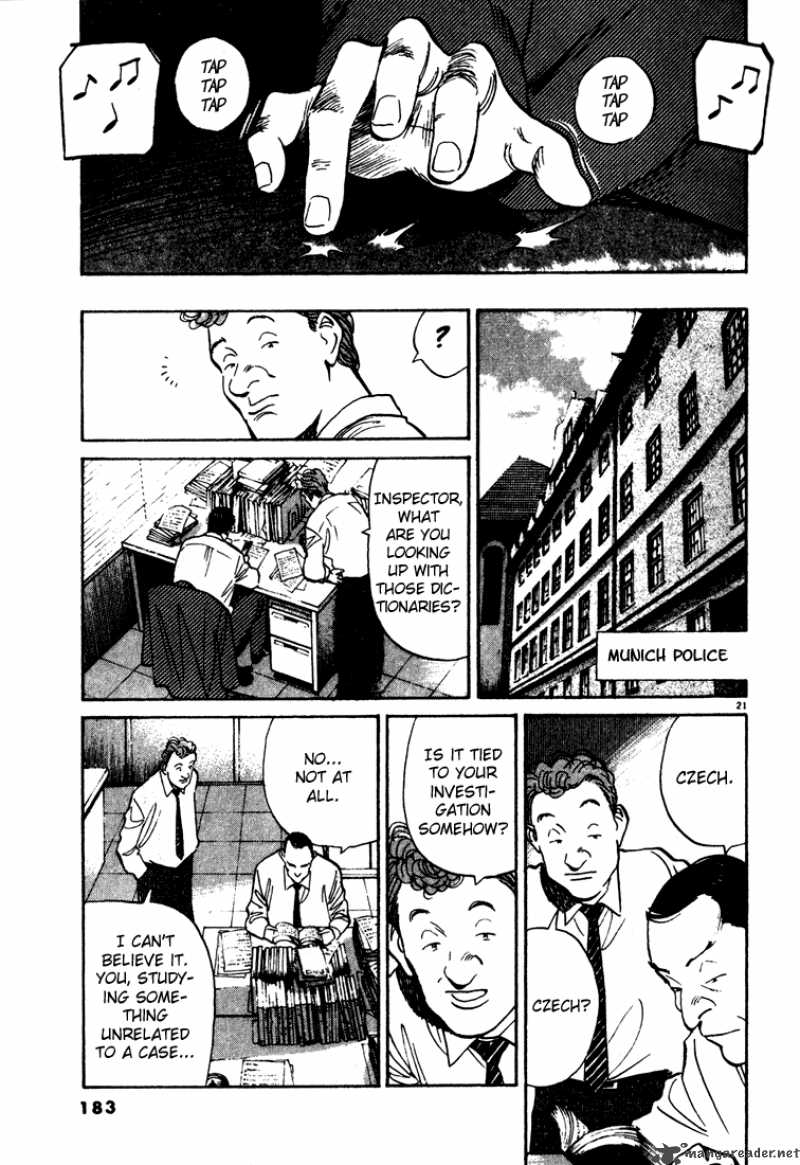 TAP
TAP
TAP
TAP
TAP
TAP
MUNICH POLICE
21
?
INSPECTOR,
WHAT
ARE YOU
LOOKING
UP WITH
THOSE DIC-
TIONARIES?
CZECH.
CZECH?
IS IT TIED
TO YOUR
INVESTI-
GATION
SOMEHOW?
NO...
NOT AT
ALL.
I CAN'T
BELIEVE IT.
YOU, STUDY-
ING SOME-
THING
UNRELATED
TO A CASE...
183
mangareader.net